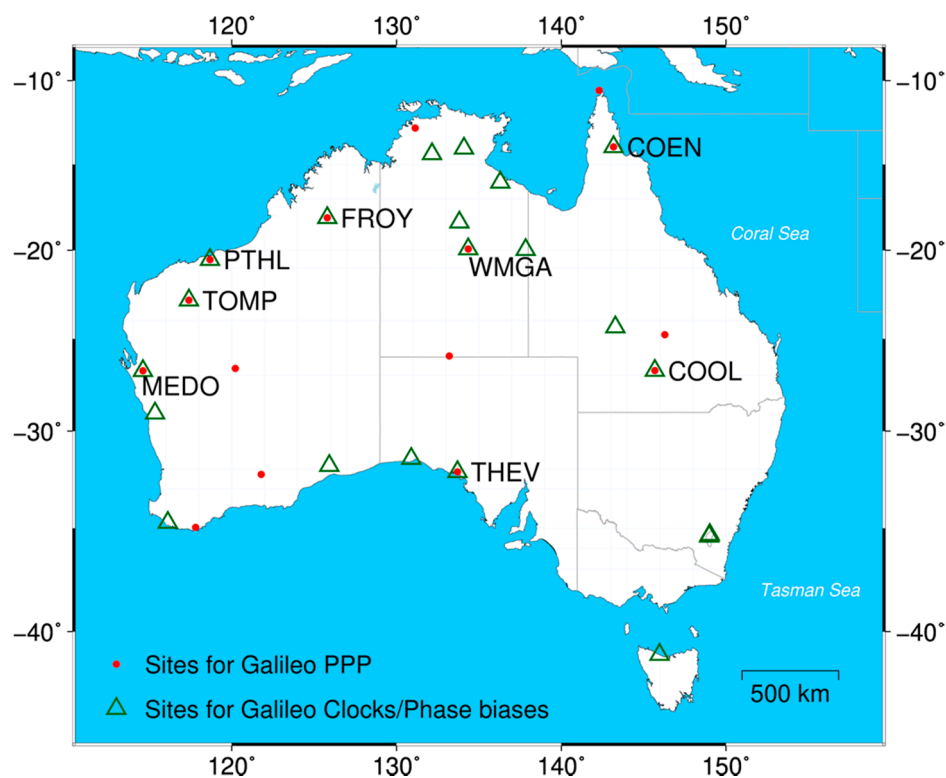 120° 130° 140° 150°
−10°
COEN
FROY
Coral Sea
−20°
PTHL
WMGA
TOMP
COOL
MEDO
−30°
THEV
Tasman Sea
−40°
Sites for Galileo PPP
Sites for Galileo Clocks/Phase biases
500 km
−10°
−20°
−30°
−40°
120° 130° 140° 150°